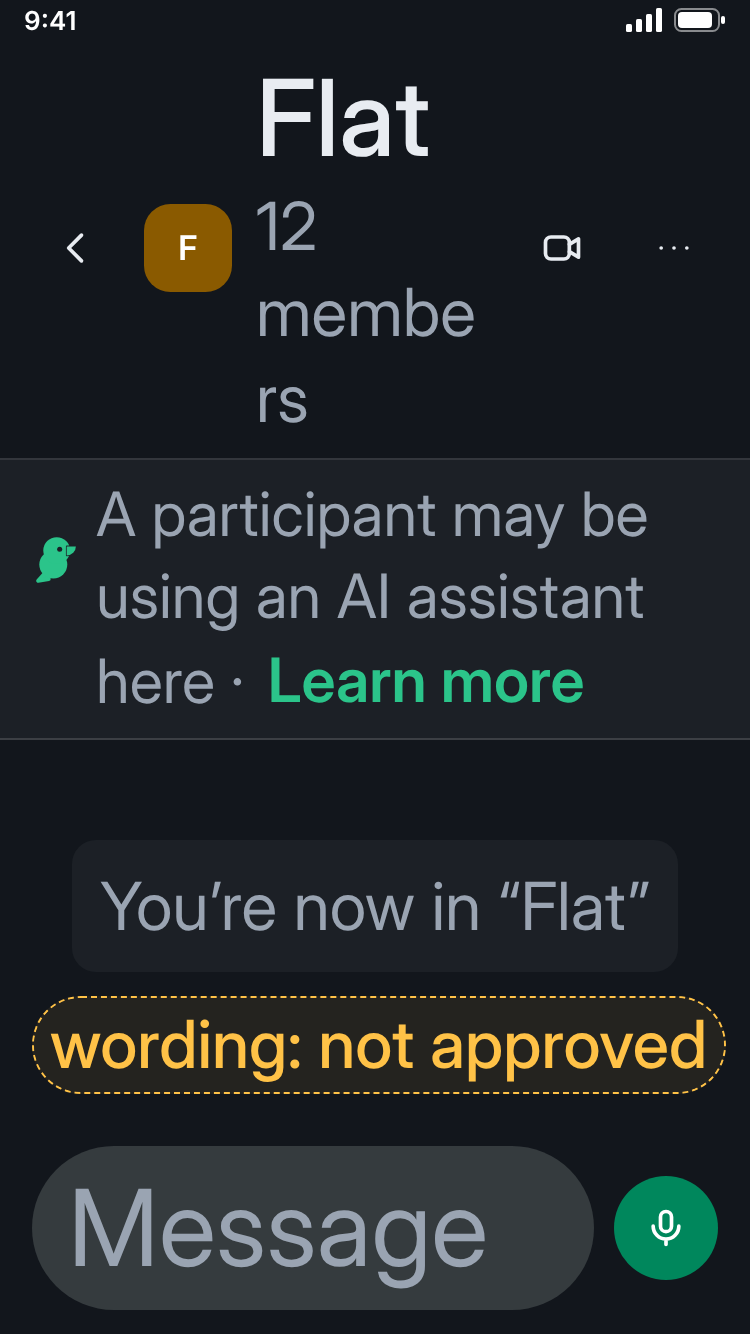 9:41
Flat
F
12
membe
rs
A participant may be
using an AI assistant
here · Learn more
You’re now in “Flat”
wording: not approved
Message